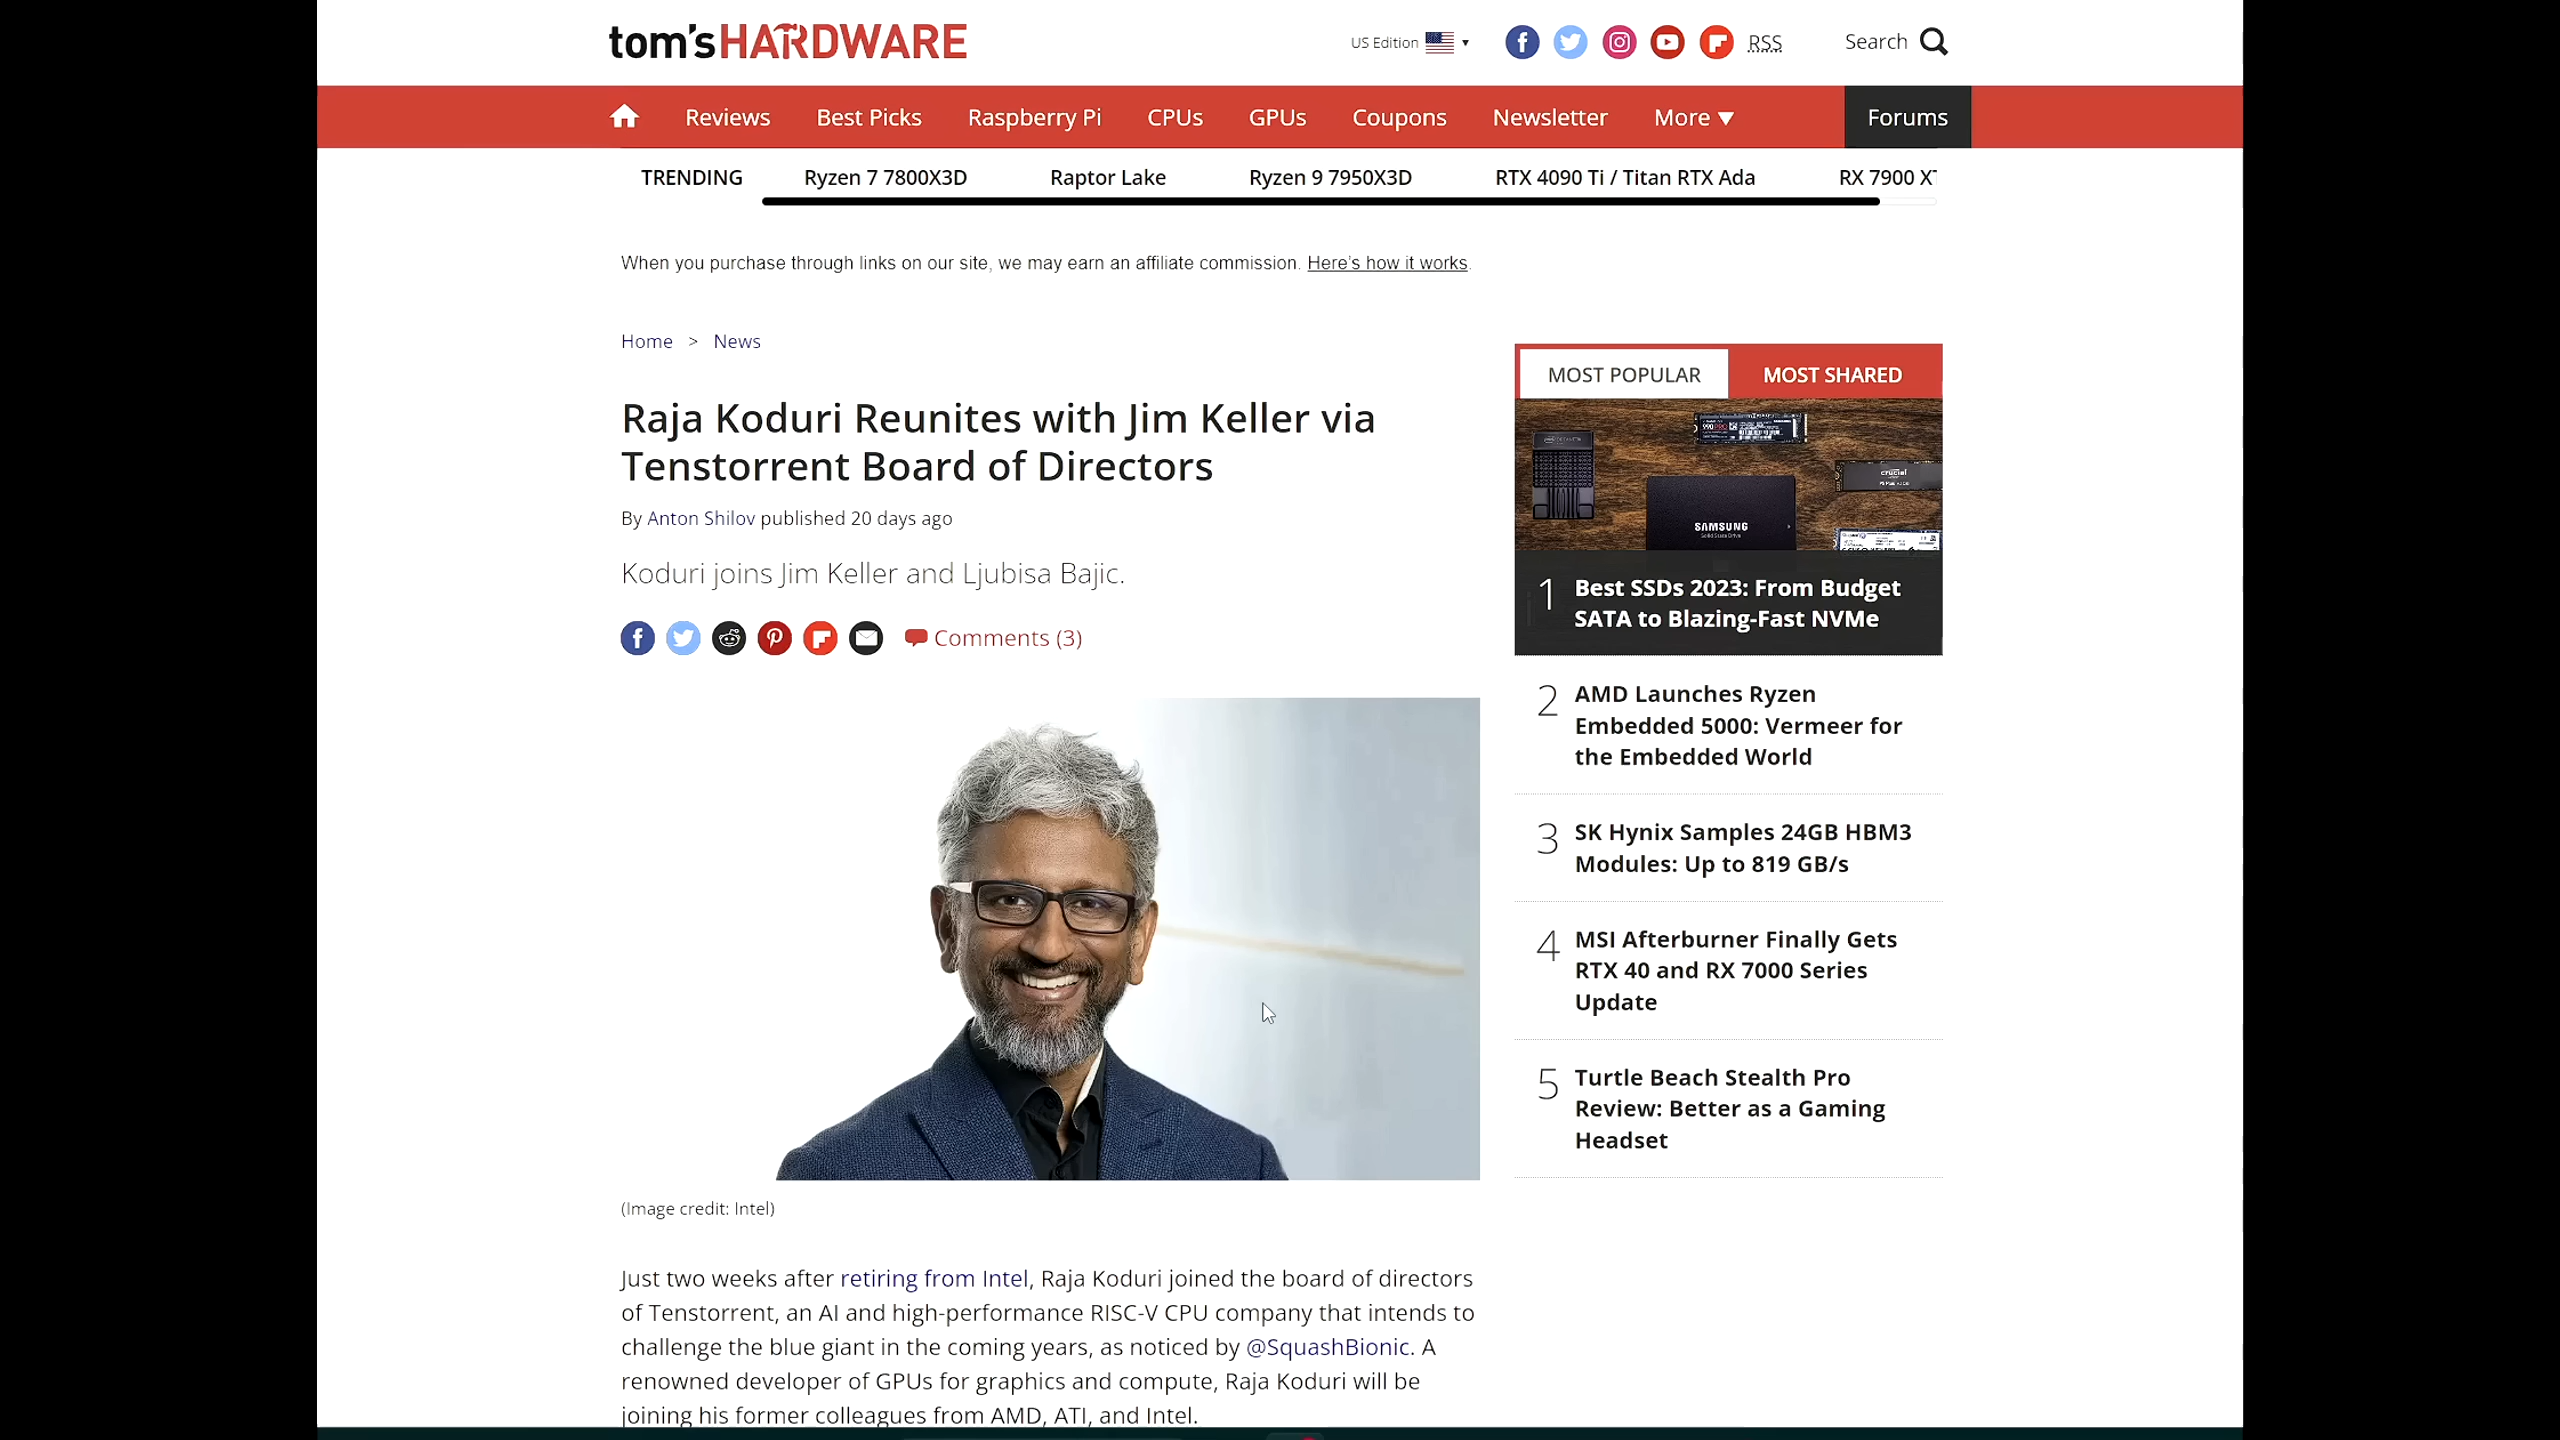 tom's HARDWARE
US Edition
RSS
Search
Reviews
Best Picks
Raspberry Pi
CPUs
GPUs
Coupons
Newsletter
More
Forums
TRENDING
Ryzen 7 7800X3D
Raptor Lake
Ryzen 9 7950X3D
RTX 4090 Ti / Titan RTX Ada
RX 7900
When you purchase through links on our site, we may earn an affiliate commission. Here's how it works.
Home > News
Raja Koduri Reunites with Jim Keller via
Tenstorrent Board of Directors
By Anton Shilov published 20 days ago
Koduri joins Jim Keller and Ljubisa Bajic.
Comments (3)
(Image credit: Intel)
Just two weeks after retiring from Intel, Raja Koduri joined the board of directors
of Tenstorrent, an AI and high-performance RISC-V CPU company that intends to
challenge the blue giant in the coming years, as noticed by @SquashBionic. A
renowned developer of GPUs for graphics and compute, Raja Koduri will be
joining his former colleagues from AMD, ATI, and Intel.
MOST POPULAR
MOST SHARED
crucial
SAMSUNG
Solid State Drive
1
Best SSDs 2023: From Budget
SATA to Blazing-Fast NVMe
2
AMD Launches Ryzen
Embedded 5000: Vermeer for
the Embedded World
3
SK Hynix Samples 24GB HBM3
Modules: Up to 819 GB/s
4
MSI Afterburner Finally Gets
RTX 40 and RX 7000 Series
Update
5
Turtle Beach Stealth Pro
Review: Better as a Gaming
Headset